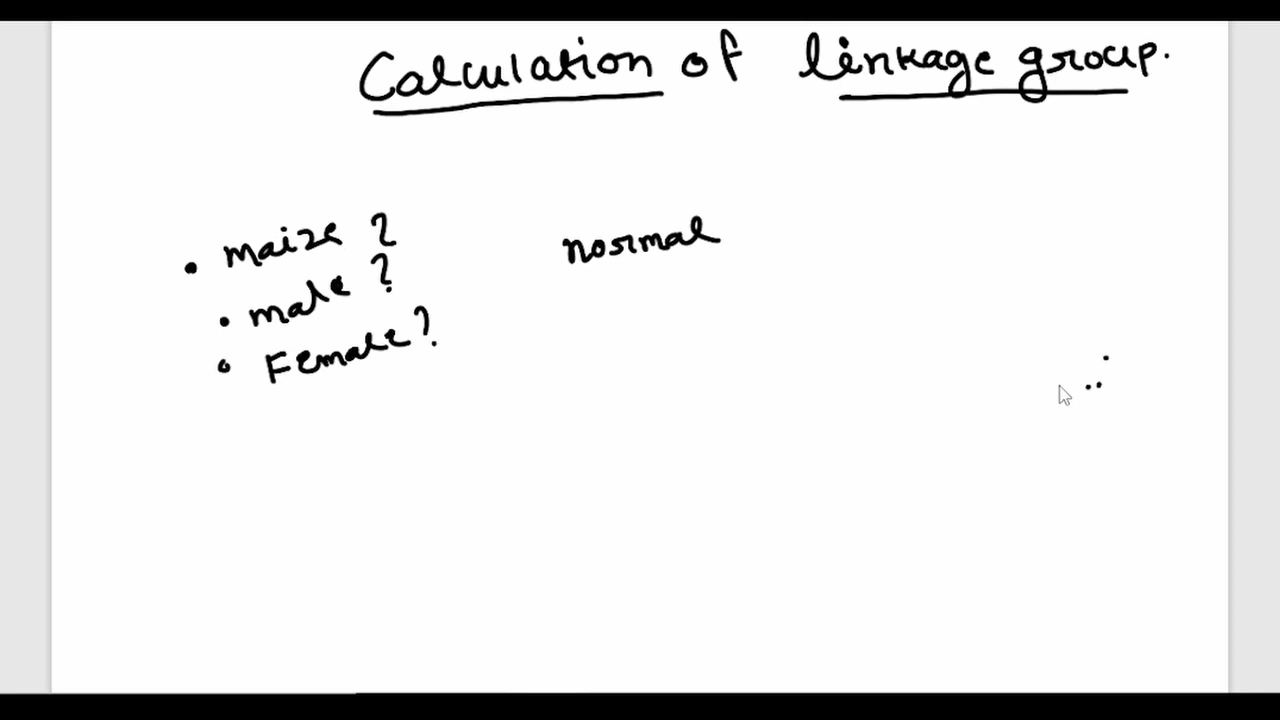 Calculation of linkage group.
• maize ?
normal
• male ?
• Female ?